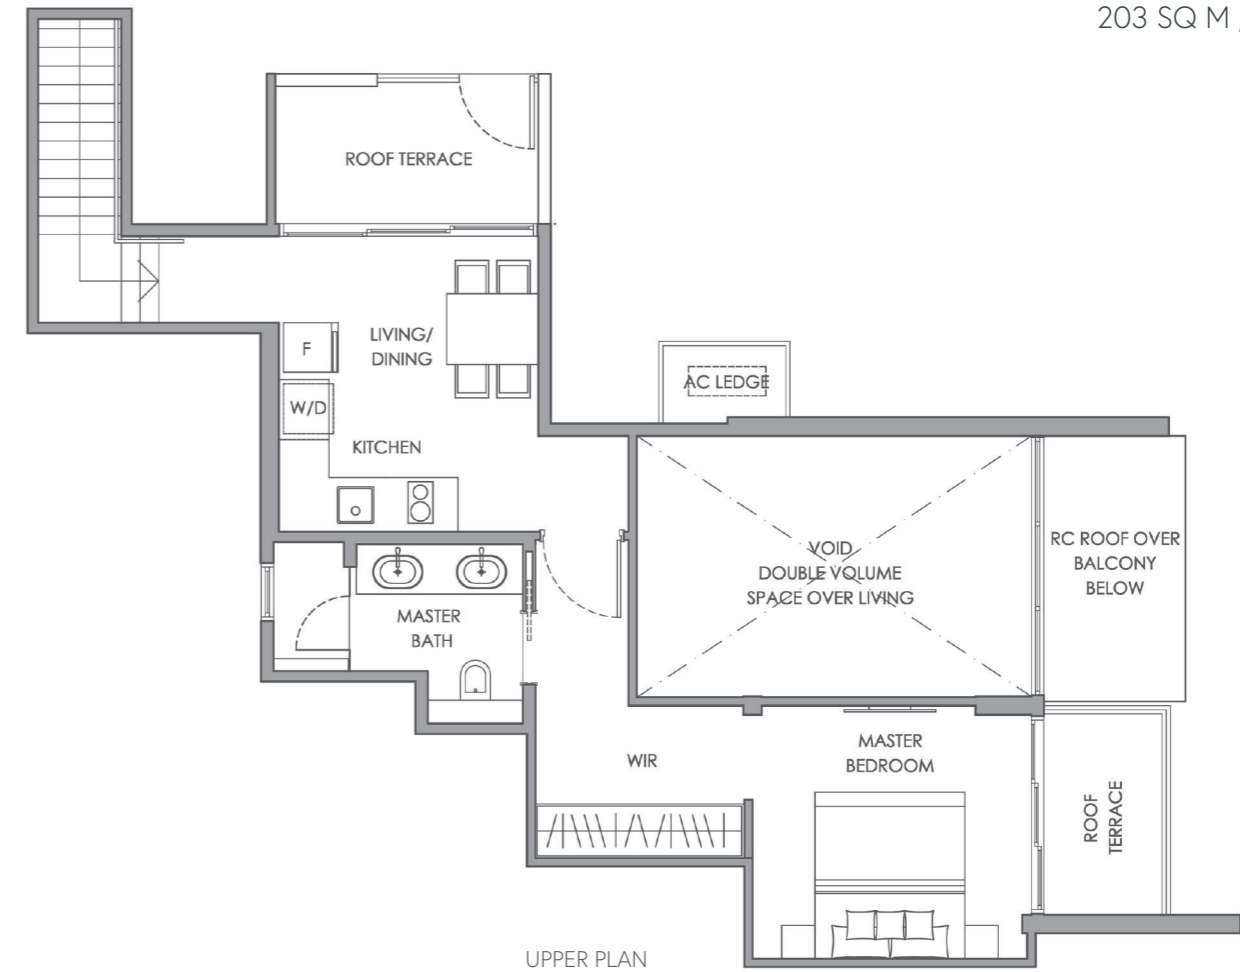 203 SQ M
ROOF TERRACE
LIVING/
DINING
F
W/D
KITCHEN
AC LEDGE
VOID
DOUBLE VOLUME
SPACE OVER LIVING
RC ROOF OVER
BALCONY
BELOW
MASTER
BATH
WIR
MASTER
BEDROOM
ROOF
TERRACE
UPPER PLAN